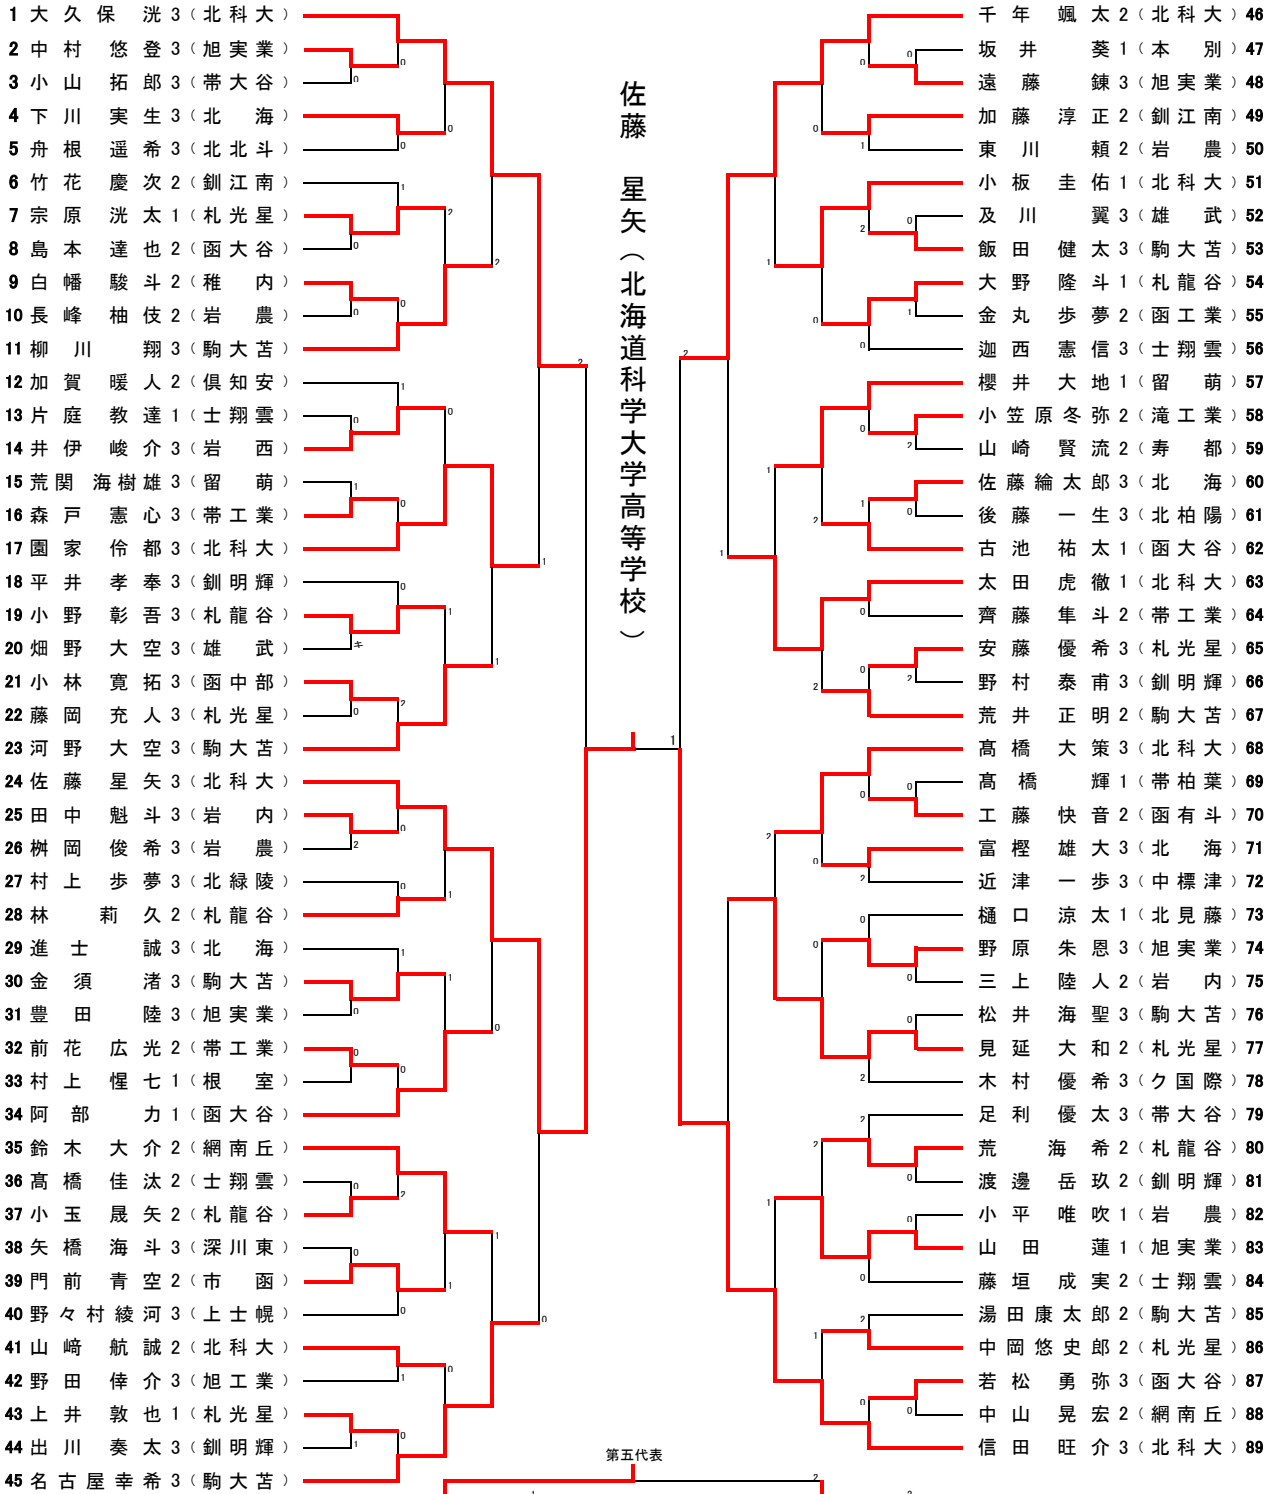 1 大久保 洸 3（北科大）
2 中村 悠登 3（旭実業）
3 小山 拓郎 3（帯大谷）
4 下川 実生 3（北 海）
5 舟根 遥希 3（北北斗）
6 竹花 慶次 2（釧江南）
7 宗原 洸太 1（札光星）
8 島本 達也 2（函大谷）
9 白幡 駿斗 2（稚 内）
10 長峰 柚伎 2（岩 農）
11 柳川 翔 3（駒大苫）
12 加賀 暖人 2（倶知安）
13 片庭 教達 1（士翔雲）
14 井伊 峻介 3（岩 西）
15 荒関 海樹雄 3（留 萌）
16 森戸 憲心 3（帯工業）
17 園家 伶都 3（北科大）
18 平井 孝奉 3（釧明輝）
19 小野 彰吾 3（札龍谷）
20 畑野 大空 3（雄 武）
21 小林 寛拓 3（函中部）
22 藤岡 充人 3（札光星）
23 河野 大空 3（駒大苫）
24 佐藤 星矢 3（北科大）
25 田中 魁斗 3（岩 内）
26 桝岡 俊希 3（岩 農）
27 村上 歩夢 3（北緑陵）
28 林 莉久 2（札龍谷）
29 進士 誠 3（北 海）
30 金須 渚 3（駒大苫）
31 豊田 陸 3（旭実業）
32 前花 広光 2（帯工業）
33 村上 惺七 1（根 室）
34 阿部 力 1（函大谷）
35 鈴木 大介 2（網南丘）
36 髙橋 佳汰 2（士翔雲）
37 小玉 晟矢 2（札龍谷）
38 矢橋 海斗 3（深川東）
39 門前 青空 2（市 函）
40 野々村綾河 3（上士幌）
41 山﨑 航誠 2（北科大）
42 野田 倖介 3（旭工業）
43 上井 敦也 1（札光星）
44 出川 奏太 3（釧明輝）
45 名古屋幸希 3（駒大苫）
佐藤 星矢（北海道科学大学高等学校）
千年 颯太 2（北科大）46
坂井 葵 1（本 別）47
遠藤 錬 3（旭実業）48
加藤 淳正 2（釧江南）49
東川 頼 2（岩 農）50
小板 圭佑 1（北科大）51
及川 翼 3（雄 武）52
飯田 健太 3（駒大苫）53
大野 隆斗 1（札龍谷）54
金丸 歩夢 2（函工業）55
迦西 憲信 3（士翔雲）56
櫻井 大地 1（留 萌）57
小笠原冬弥 2（滝工業）58
山崎 賢流 2（寿 都）59
佐藤綸太郎 3（北 海）60
後藤 一生 3（北柏陽）61
古池 祐太 1（函大谷）62
太田 虎徹 1（北科大）63
齊藤 隼斗 2（帯工業）64
安藤 優希 3（札光星）65
野村 泰甫 3（釧明輝）66
荒井 正明 2（駒大苫）67
髙橋 大策 3（北科大）68
髙橋 輝 1（帯柏葉）69
工藤 快音 2（函有斗）70
富樫 雄大 3（北 海）71
近津 一歩 3（中標津）72
樋口 涼太 1（北見藤）73
野原 朱恩 3（旭実業）74
三上 陸人 2（岩 内）75
松井 海聖 3（駒大苫）76
見延 大和 2（札光星）77
木村 優希 3（ク国際）78
足利 優太 3（帯大谷）79
荒 海希 2（札龍谷）80
渡邊 岳玖 2（釧明輝）81
小平 唯吹 1（岩 農）82
山田 蓮 1（旭実業）83
藤垣 成実 2（士翔雲）84
湯田康太郎 2（駒大苫）85
中岡悠史郎 2（札光星）86
若松 勇弥 3（函大谷）87
中山 晃宏 2（網南丘）88
信田 旺介 3（北科大）89
第五代表